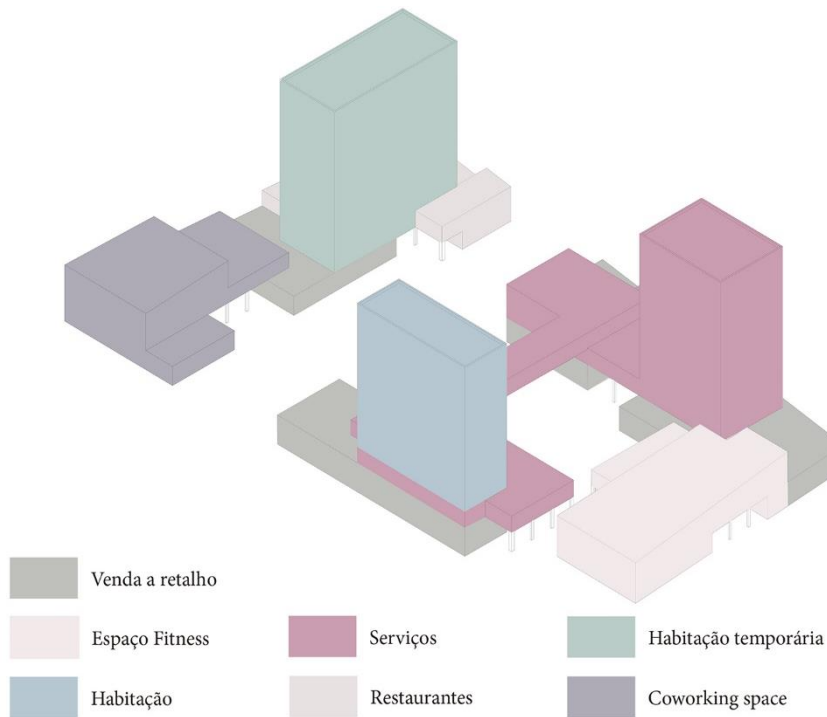 Venda a retalho
Espaço Fitness
Serviços
Habitação temporária
Habitação
Restaurantes
Coworking space